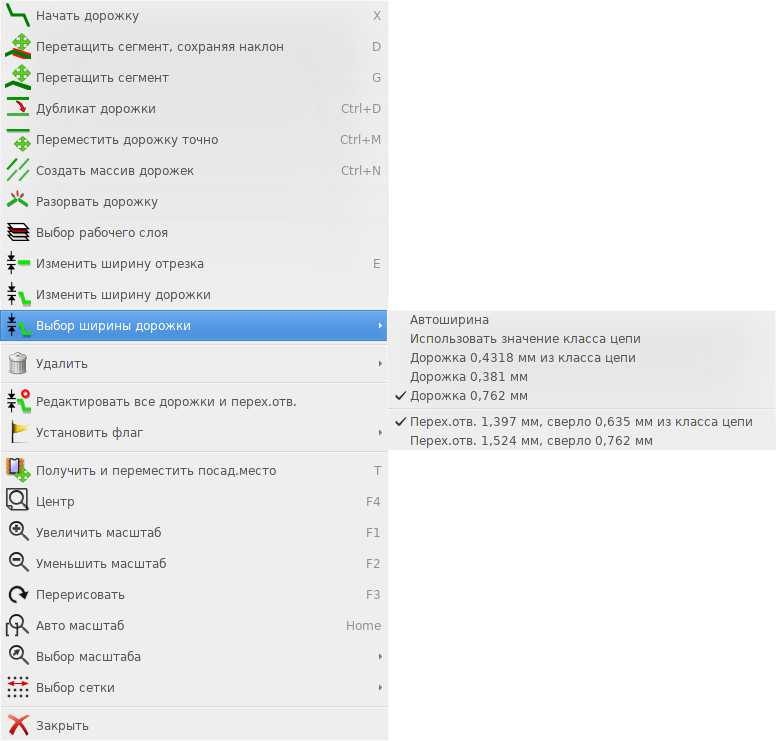 Начать дорожку X
Перетащить сегмент, сохраняя наклон D
Перетащить сегмент G
Дубликат дорожки Ctrl+D
Переместить дорожку точно Ctrl+M
Создать массив дорожек Ctrl+N
Разорвать дорожку
Выбор рабочего слоя
Изменить ширину отрезка E
Изменить ширину дорожки
Выбор ширины дорожки
Автоширина
Использовать значение класса цепи
Дорожка 0,4318 мм из класса цепи
Дорожка 0,381 мм
Дорожка 0,762 мм
Перех.отв. 1,397 мм, сверло 0,635 мм из класса цепи
Перех.отв. 1,524 мм, сверло 0,762 мм
Удалить
Редактировать все дорожки и перех.отв.
Установить флаг
Получить и переместить посад.место T
Центр F4
Увеличить масштаб F1
Уменьшить масштаб F2
Перерисовать F3
Авто масштаб Home
Выбор масштаба
Выбор сетки
Закрыть